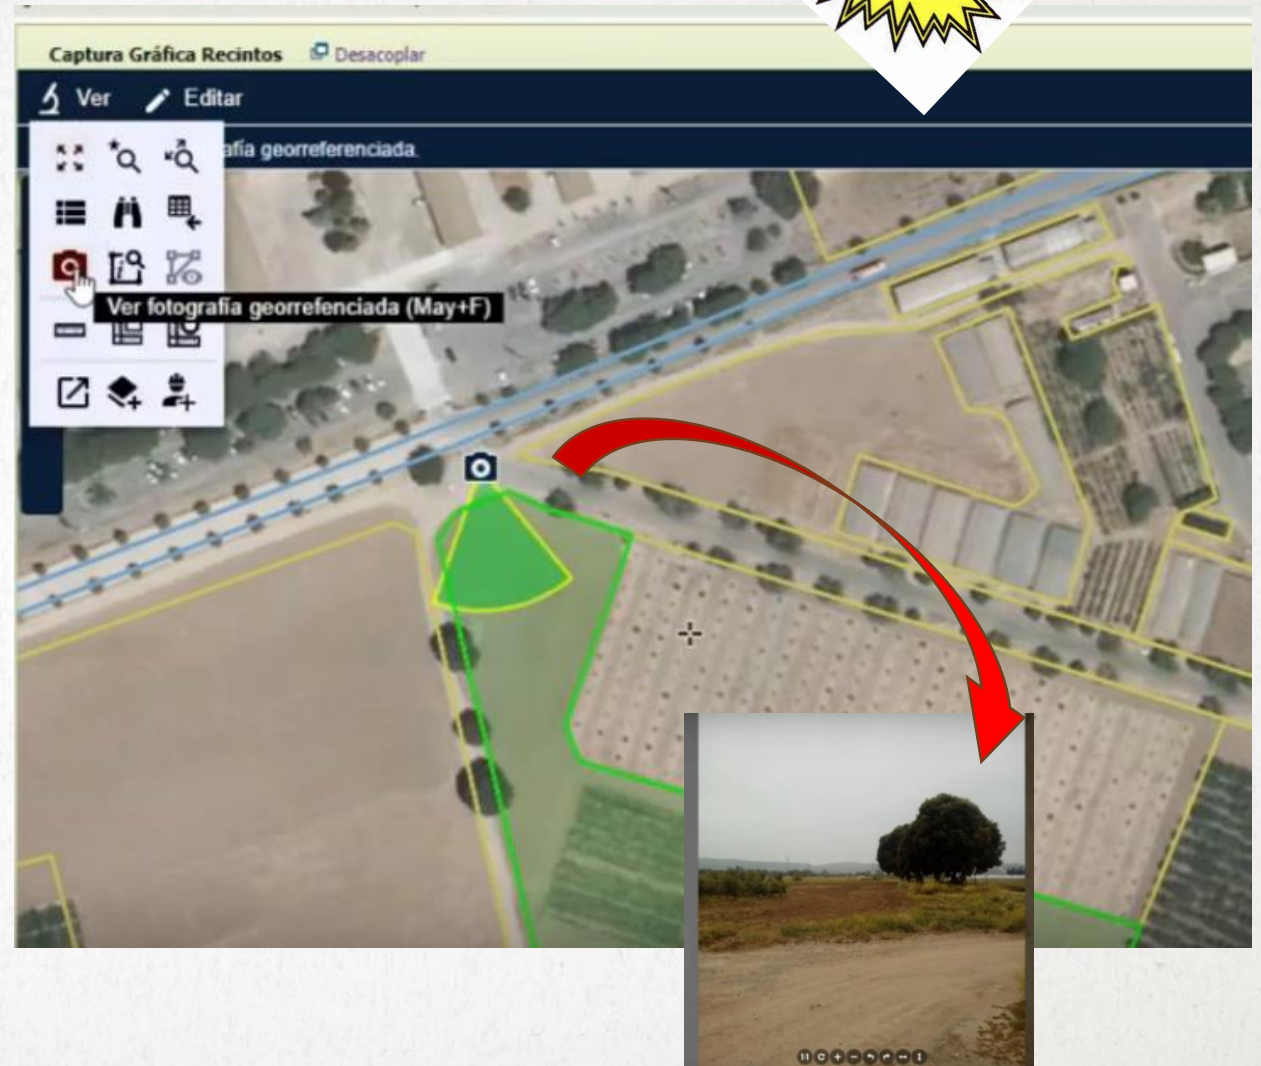 Captura Gráfica Recintos Desacoplar
Ver Editar
afía georreferenciada.
Ver fotografía georrefenciada (May+F)